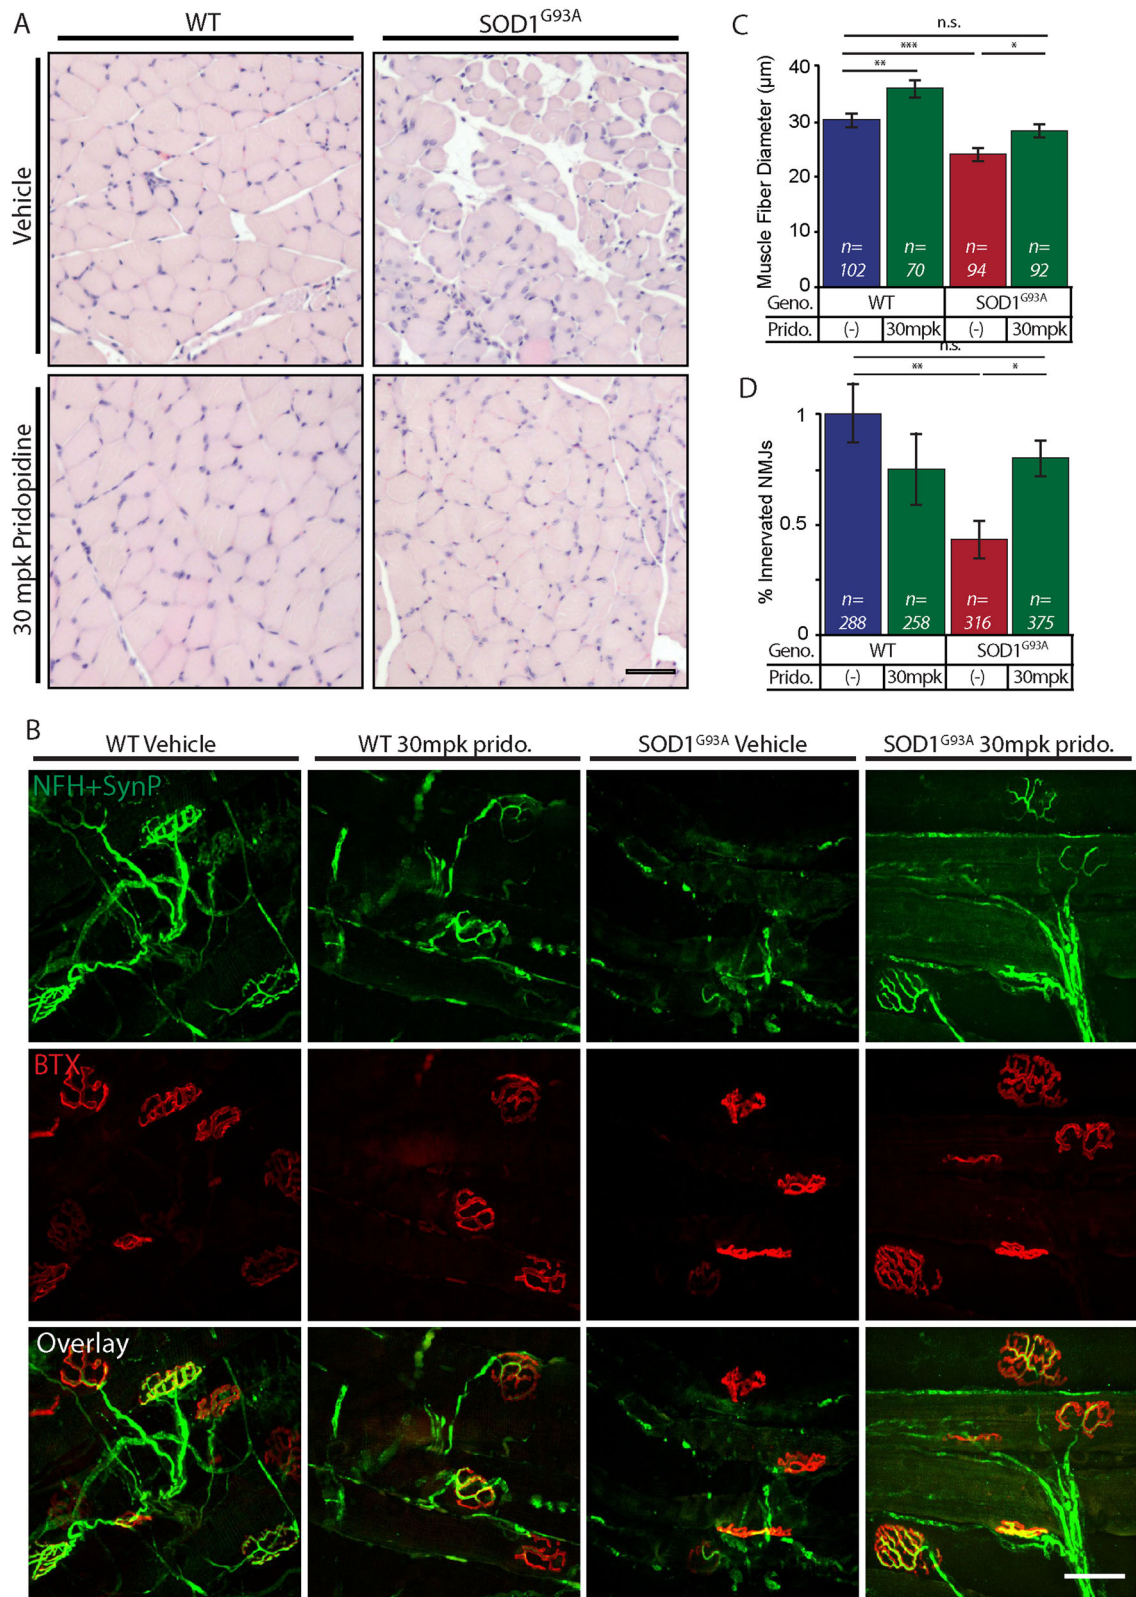 A
WT
SOD1G93A
Vehicle
30 mpk Pridopidine
C
n.s.
***
*
**
Muscle Fiber Diameter (µm)
40
30
20
10
0
n=
102
n=
70
n=
94
n=
92
Geno.
WT
SOD1G93A
Prido.
(-)
30mpk
(-)
30mpk
D
n.s.
**
*
% Innervated NMJs
1
0.5
0
n=
288
n=
258
n=
316
n=
375
Geno.
WT
SOD1G93A
Prido.
(-)
30mpk
(-)
30mpk
B
WT Vehicle
WT 30mpk prido.
SOD1G93A Vehicle
SOD1G93A 30mpk prido.
NFH+SynP
BTX
Overlay